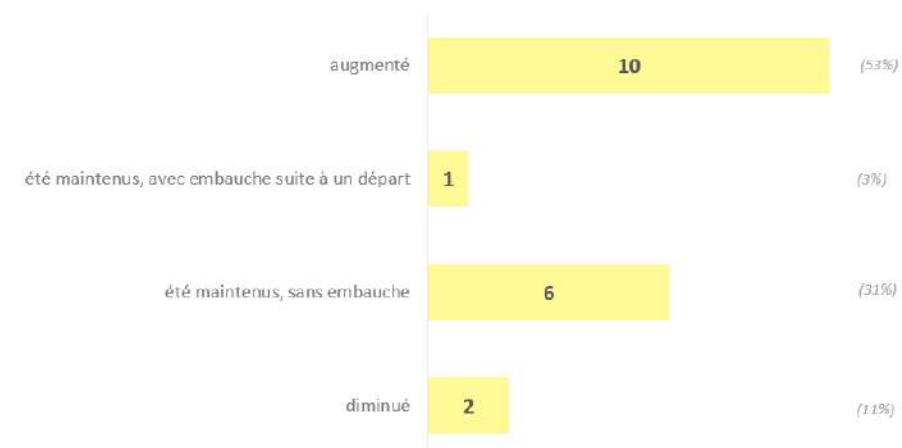 augmenté 10 (53%)
été maintenus, avec embauche suite à un départ 1 (3%)
été maintenus, sans embauche 6 (31%)
diminué 2 (11%)